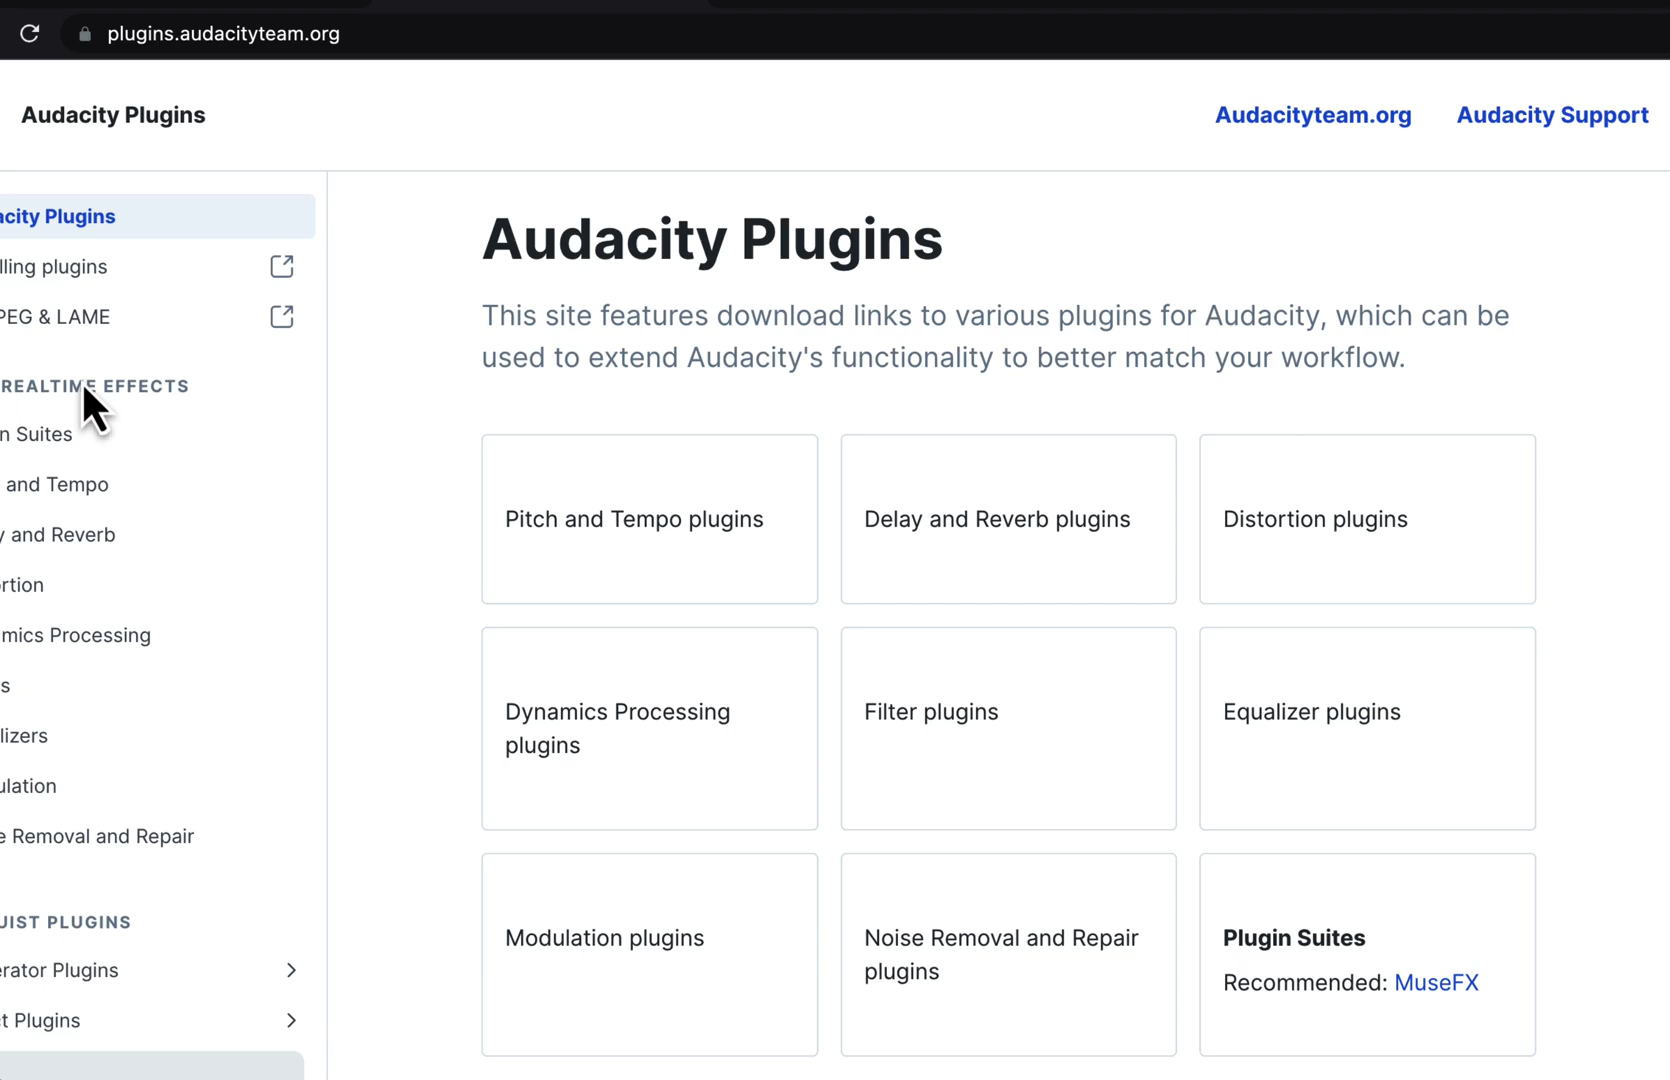 plugins.audacityteam.org
Audacity Plugins
Audacityteam.org
Audacity Support
acity Plugins
lling plugins
PEG & LAME
REALTIME EFFECTS
n Suites
and Tempo
y and Reverb
ortion
mics Processing
s
lizers
ulation
e Removal and Repair
UIST PLUGINS
erator Plugins
ct Plugins
Audacity Plugins
This site features download links to various plugins for Audacity, which can be
used to extend Audacity's functionality to better match your workflow.
Pitch and Tempo plugins
Delay and Reverb plugins
Distortion plugins
Dynamics Processing
plugins
Filter plugins
Equalizer plugins
Modulation plugins
Noise Removal and Repair
plugins
Plugin Suites
Recommended: MuseFX